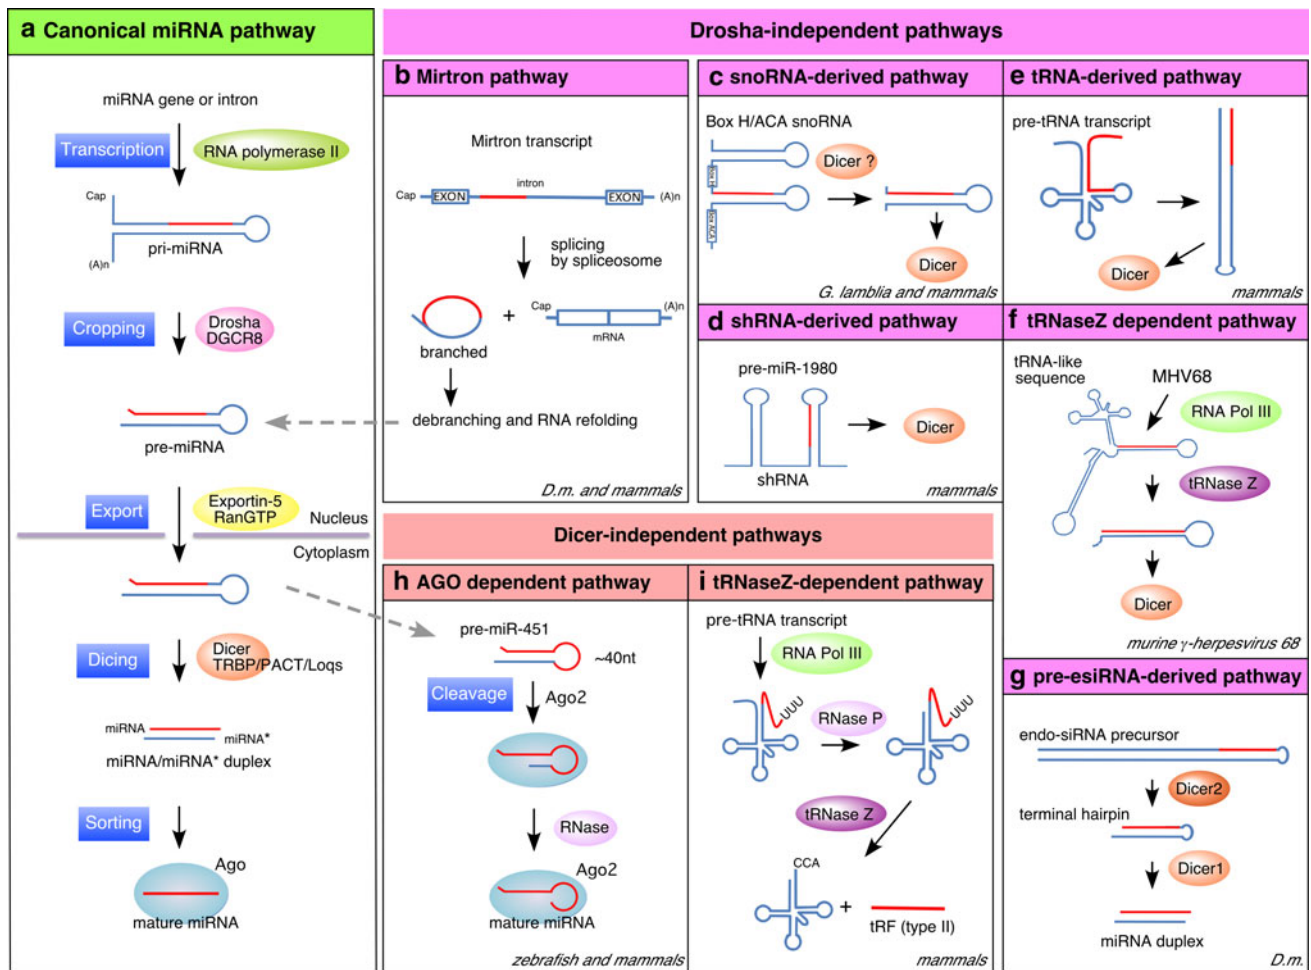 a Canonical miRNA pathway
miRNA gene or intron
Transcription
RNA polymerase II
Cap
pri-miRNA
(A)n
Cropping
Drosha
DGCR8
pre-miRNA
Export
Exportin-5
RanGTP
Nucleus
Cytoplasm
Dicing
Dicer
TRBP/PACT/Loqs
miRNA
miRNA*
miRNA/miRNA* duplex
Sorting
Ago
mature miRNA
Drosha-independent pathways
b Mirtron pathway
Mirtron transcript
intron
Cap
EXON
EXON
(A)n
splicing
by spliceosome
Cap
(A)n
+
mRNA
branched
debranching and RNA refolding
D.m. and mammals
c snoRNA-derived pathway
Box H/ACA snoRNA
Dicer ?
Box H
Box ACA
Dicer
G. lamblia and mammals
d shRNA-derived pathway
pre-miR-1980
Dicer
shRNA
mammals
e tRNA-derived pathway
pre-tRNA transcript
Dicer
mammals
f tRNaseZ dependent pathway
tRNA-like
sequence
MHV68
RNA Pol III
tRNase Z
Dicer
murine γ-herpesvirus 68
g pre-esiRNA-derived pathway
endo-siRNA precursor
Dicer2
terminal hairpin
Dicer1
miRNA duplex
D.m.
Dicer-independent pathways
h AGO dependent pathway
pre-miR-451
~40nt
Cleavage
Ago2
RNase
Ago2
mature miRNA
zebrafish and mammals
i tRNaseZ-dependent pathway
pre-tRNA transcript
RNA Pol III
UUU
RNase P
UUU
tRNase Z
CCA
+
tRF (type II)
mammals